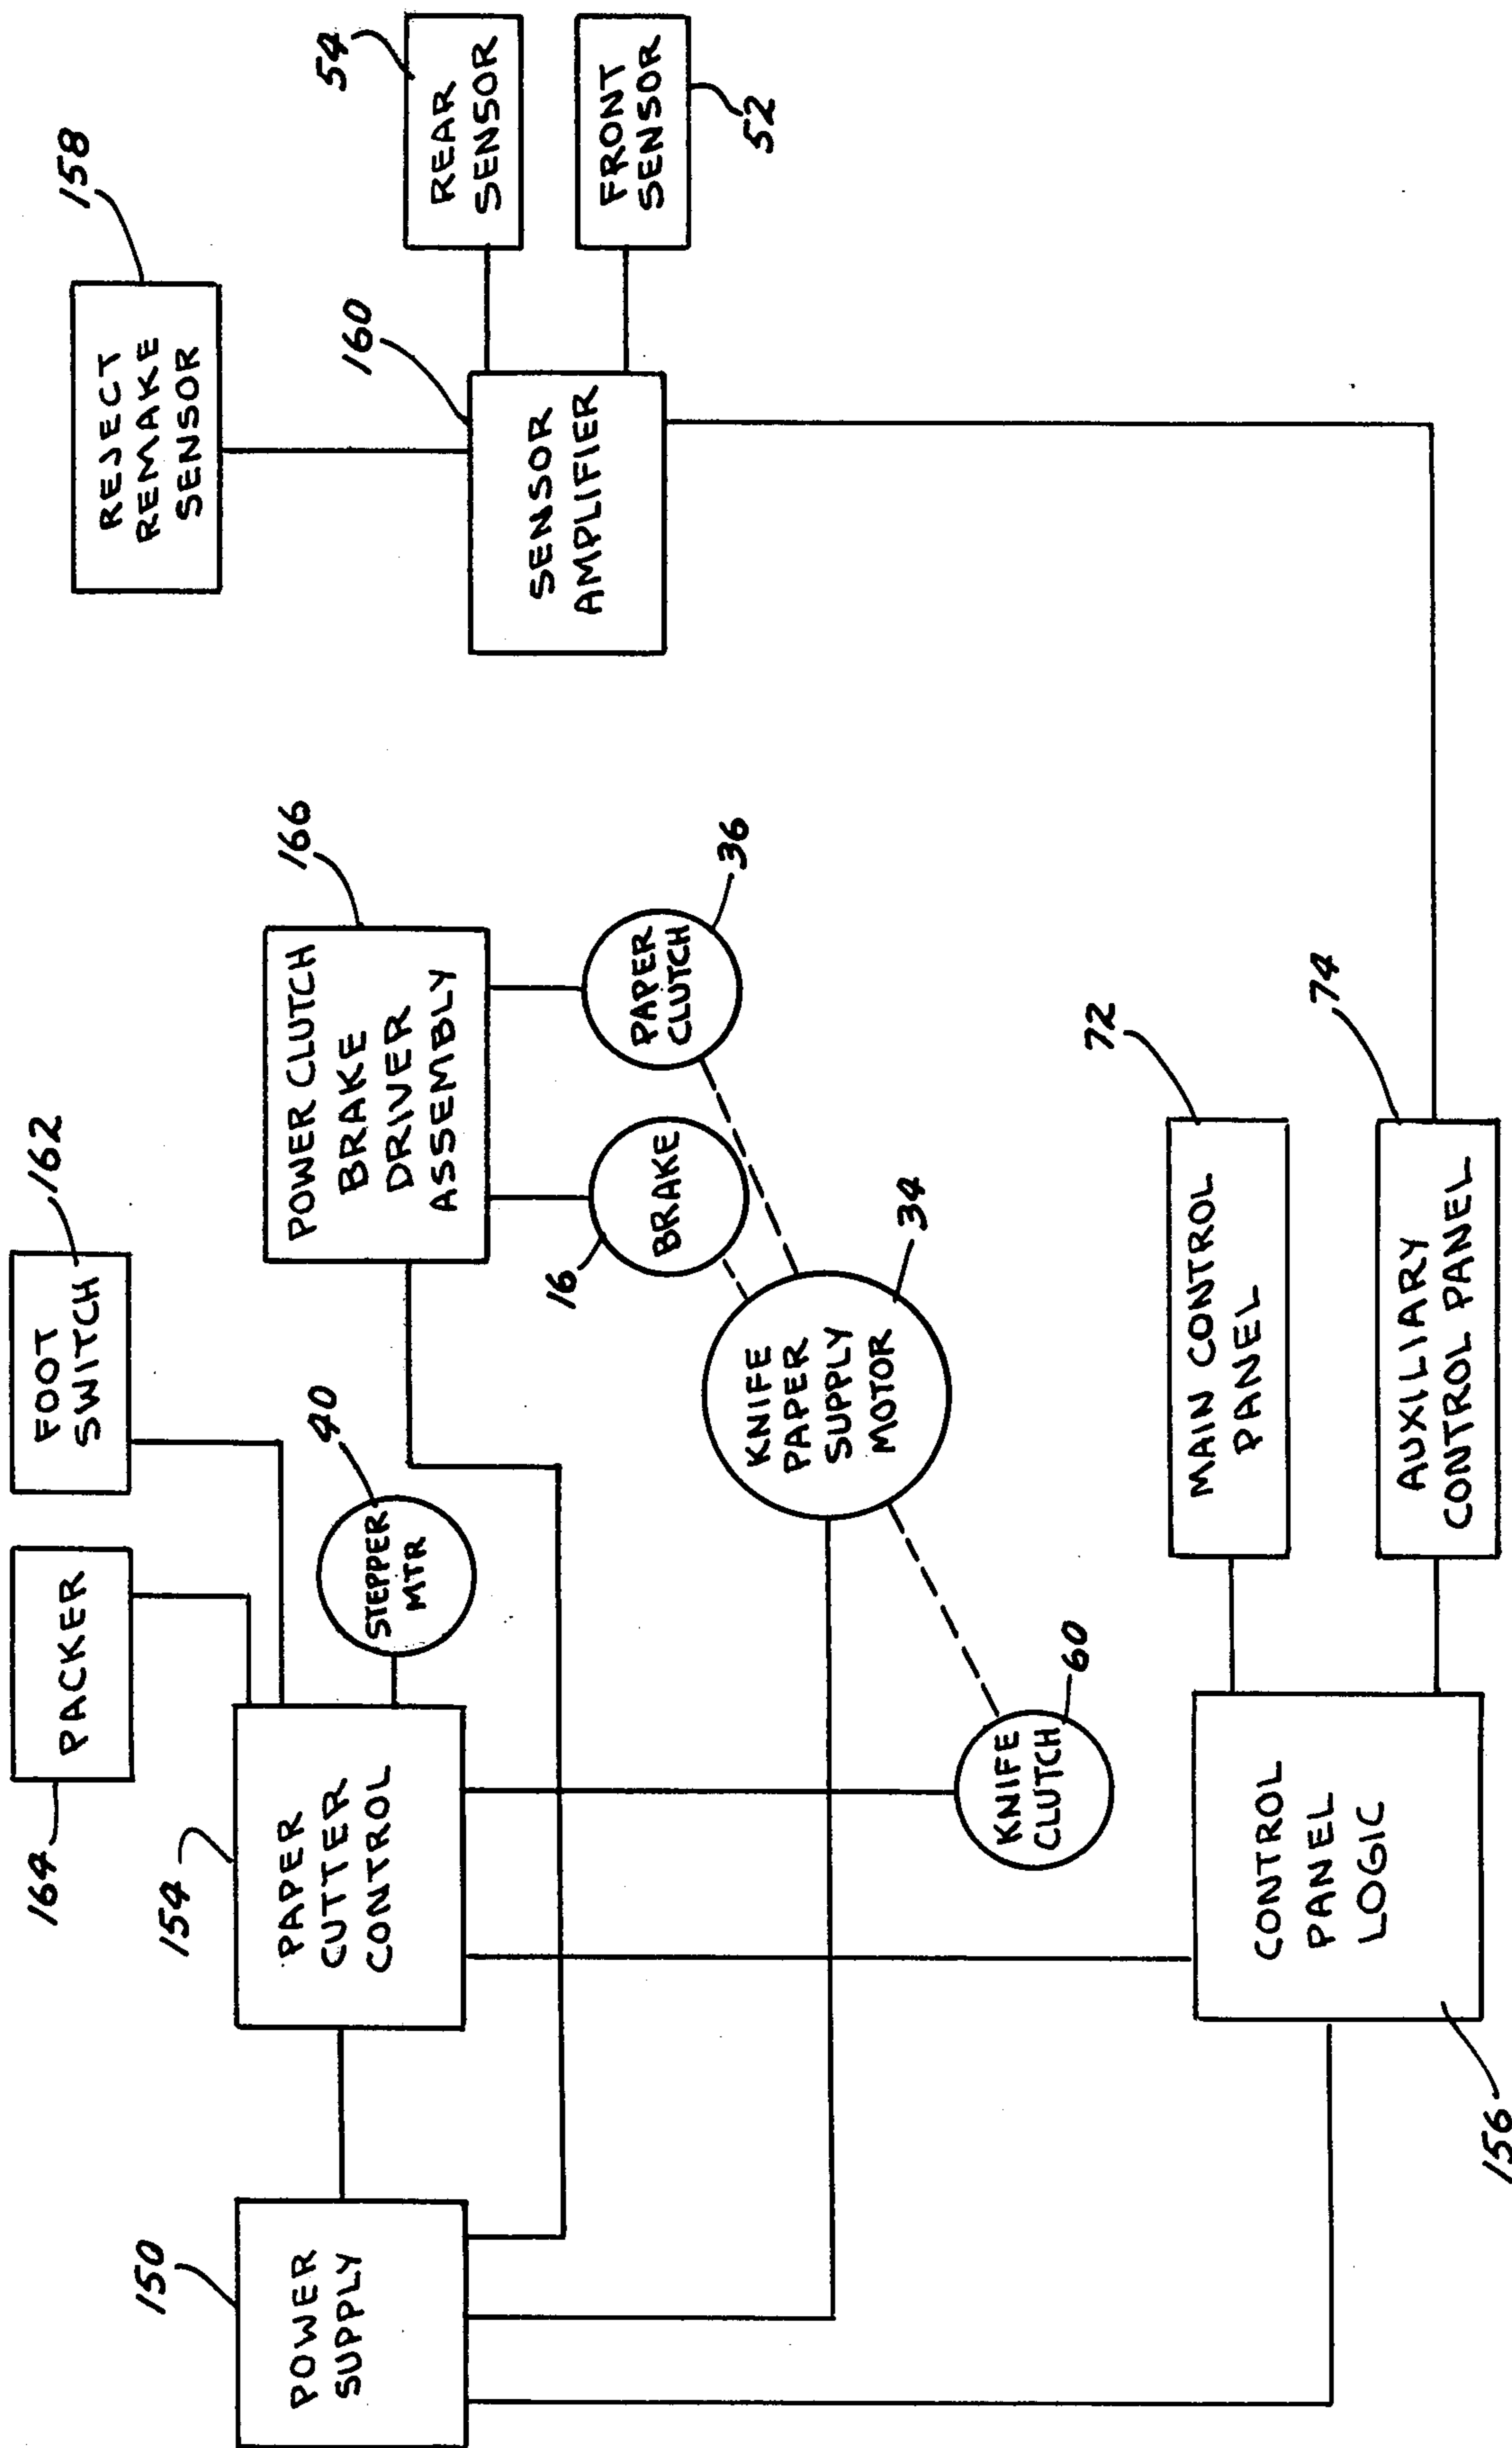 164
PACKER
162
FOOT
SWITCH
158
REJECT
REMAKE
SENSOR
150
POWER
SUPPLY
154
PAPER
CUTTER
CONTROL
40
STEPPER
MTR
166
POWER CLUTCH
BRAKE
DRIVER
ASSEMBLY
160
SENSOR
AMPLIFIER
54
REAR
SENSOR
FRONT
SENSOR
52
16
BRAKE
PAPER
CLUTCH
36
KNIFE
PAPER
SUPPLY
MOTOR
34
KNIFE
CLUTCH
60
CONTROL
PANEL
LOGIC
156
MAIN CONTROL
PANEL
72
AUXILIARY
CONTROL PANEL
74